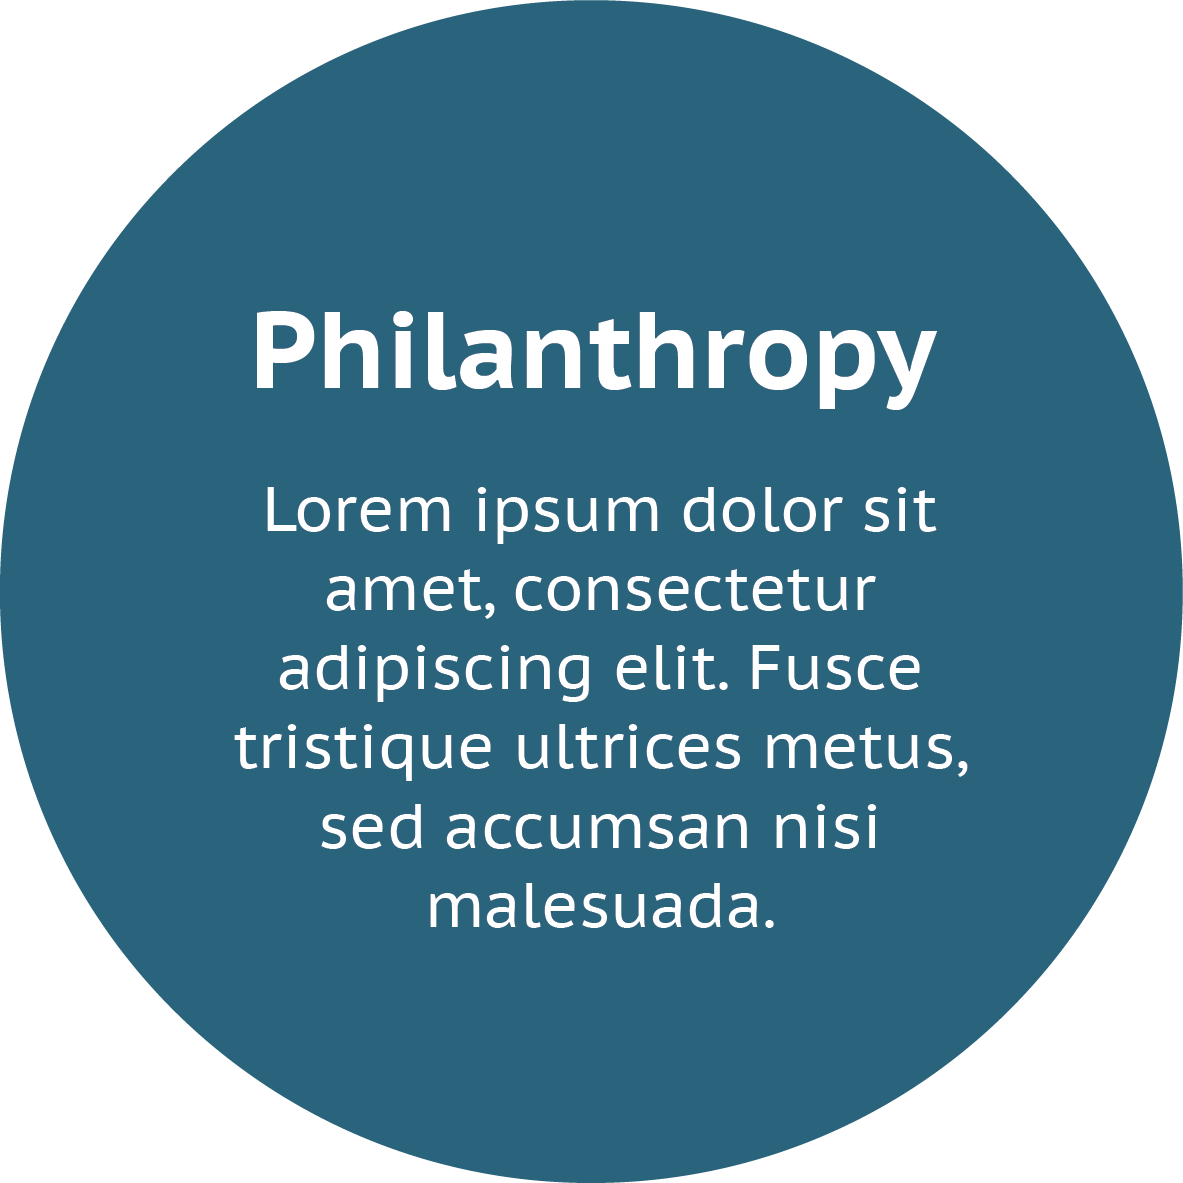 Philanthropy
Lorem ipsum dolor sit
amet, consectetur
adipiscing elit. Fusce
tristique ultrices metus,
sed accumsan nisi
malesuada.